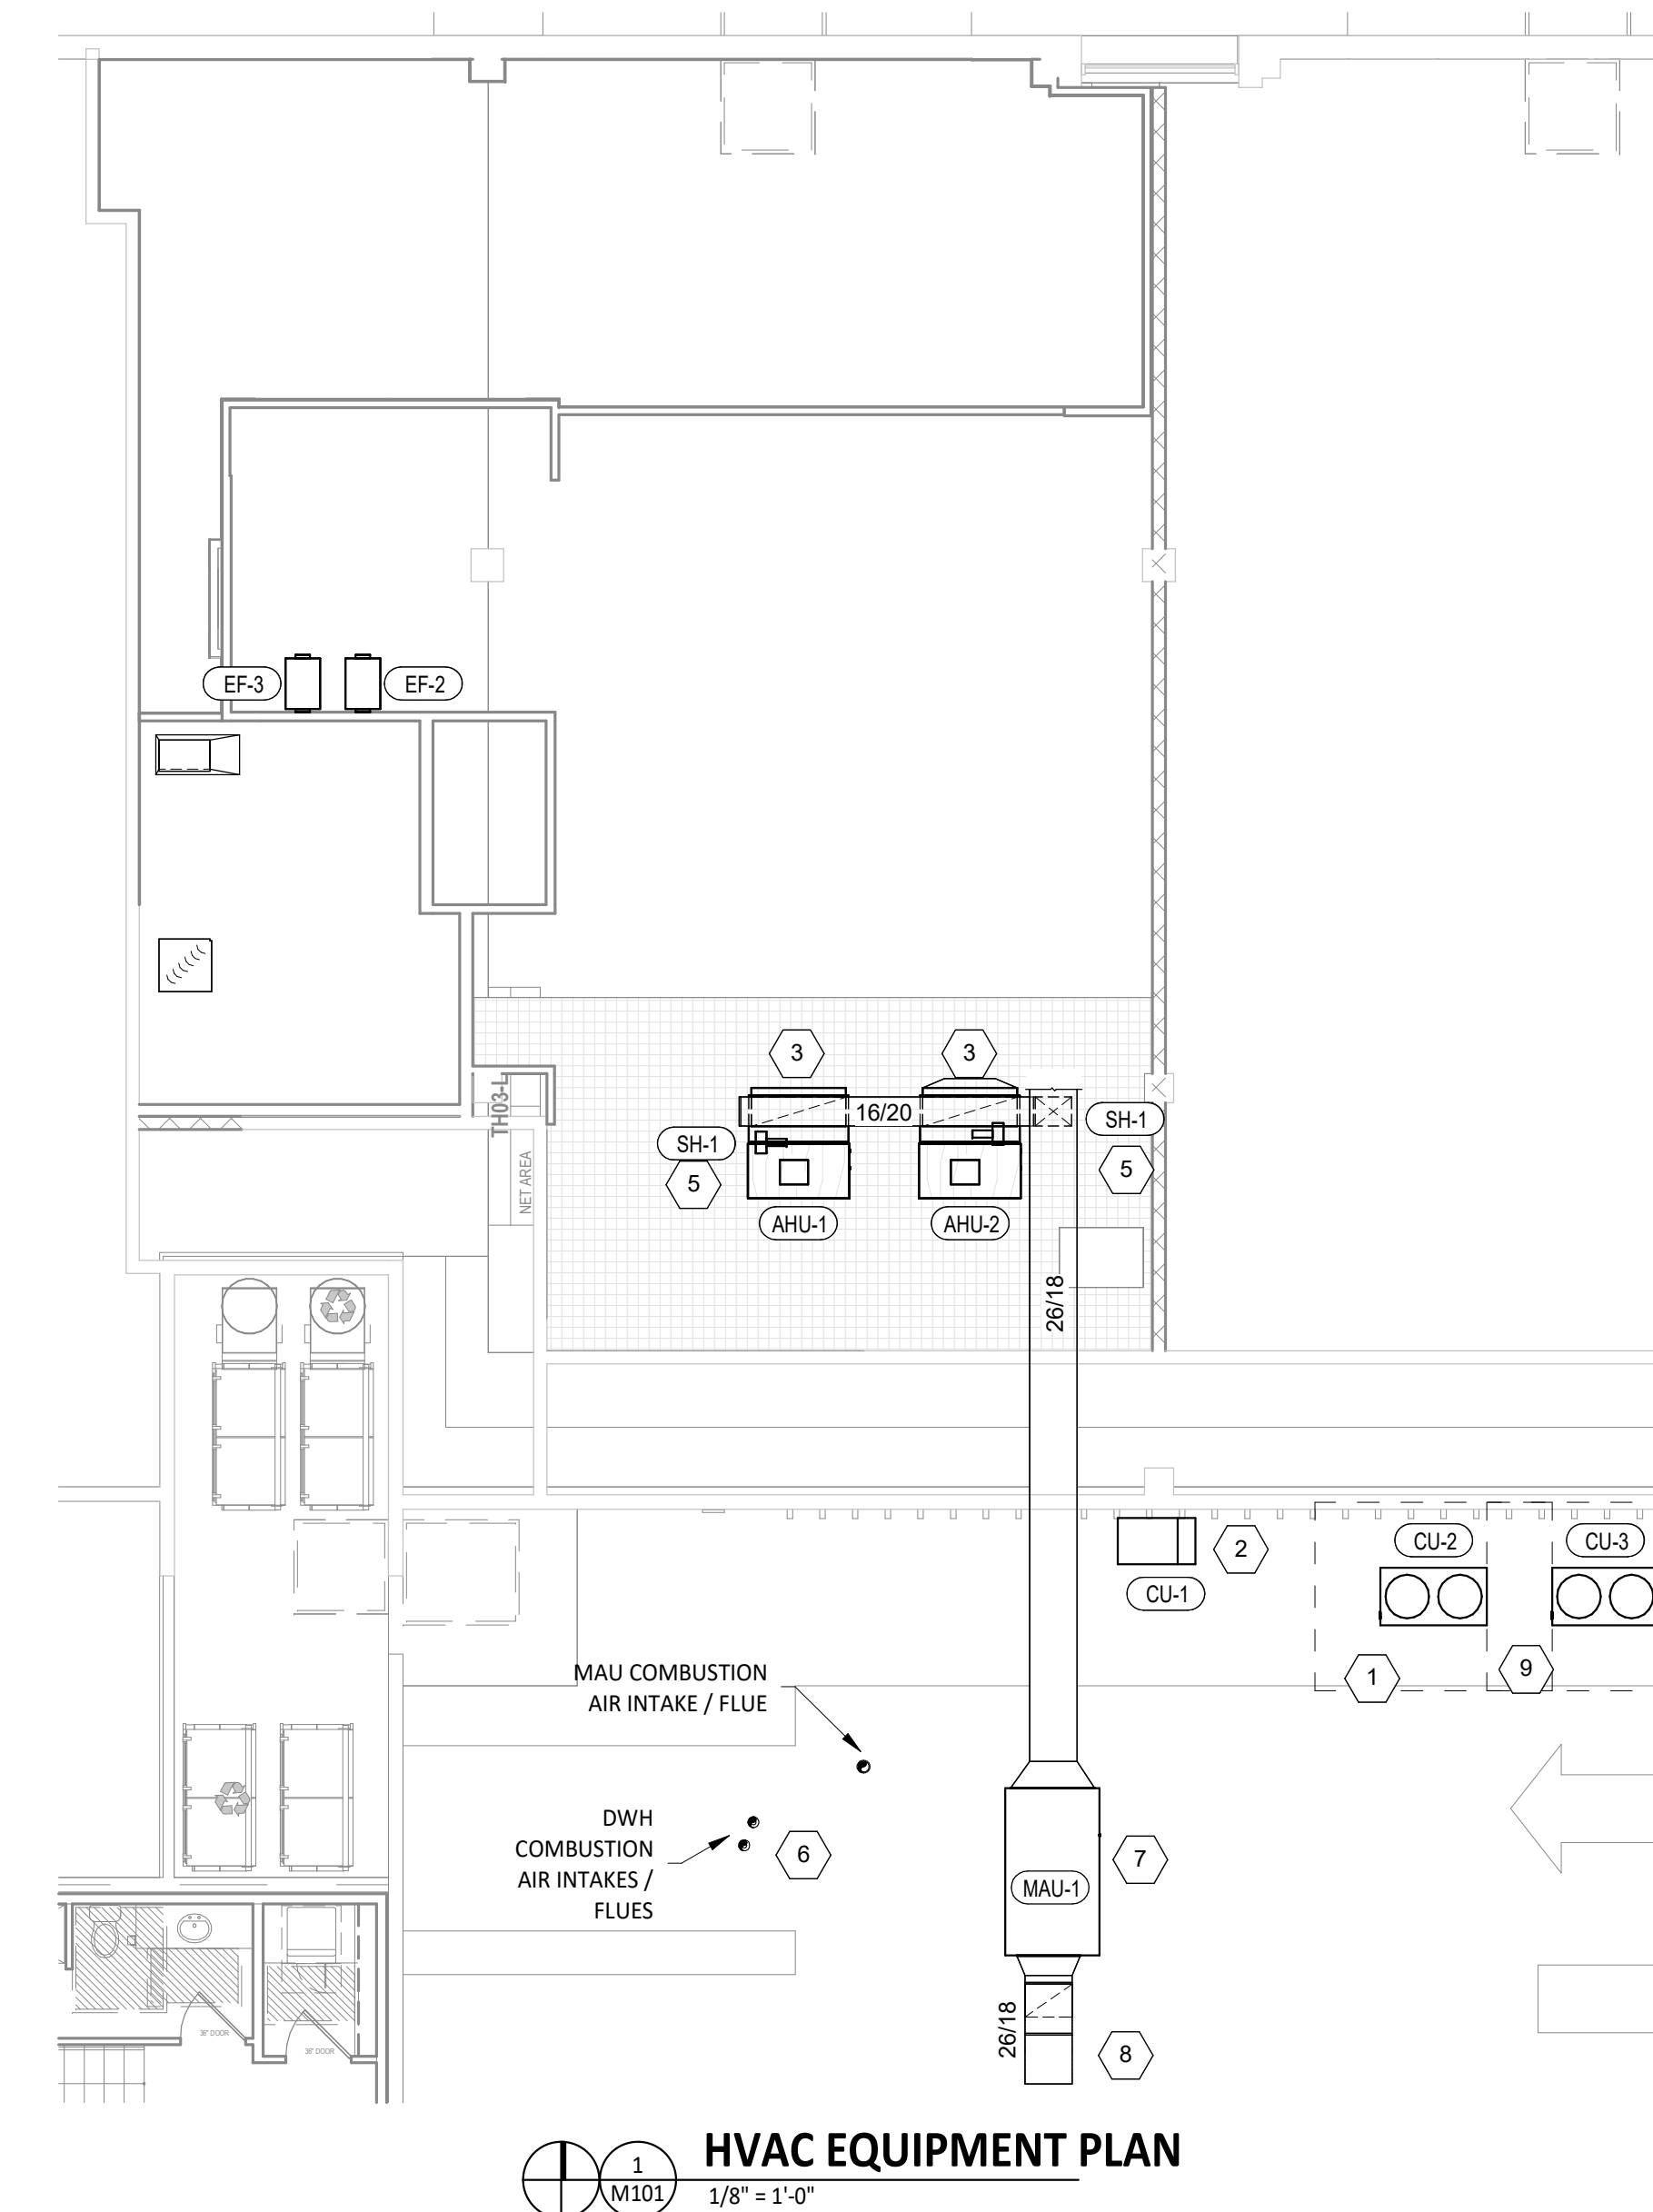 EF-3
EF-2
3
3
16/20
SH-1
SH-1
5
5
AHU-1
AHU-2
TH03-L
NET AREA
26/18
CU-2
CU-3
2
CU-1
1
9
MAU COMBUSTION
AIR INTAKE / FLUE
DWH
COMBUSTION
AIR INTAKES /
FLUES
6
7
MAU-1
26/18
8
36" DOOR
36" DOOR
1
M101
HVAC EQUIPMENT PLAN
1/8" = 1'-0"